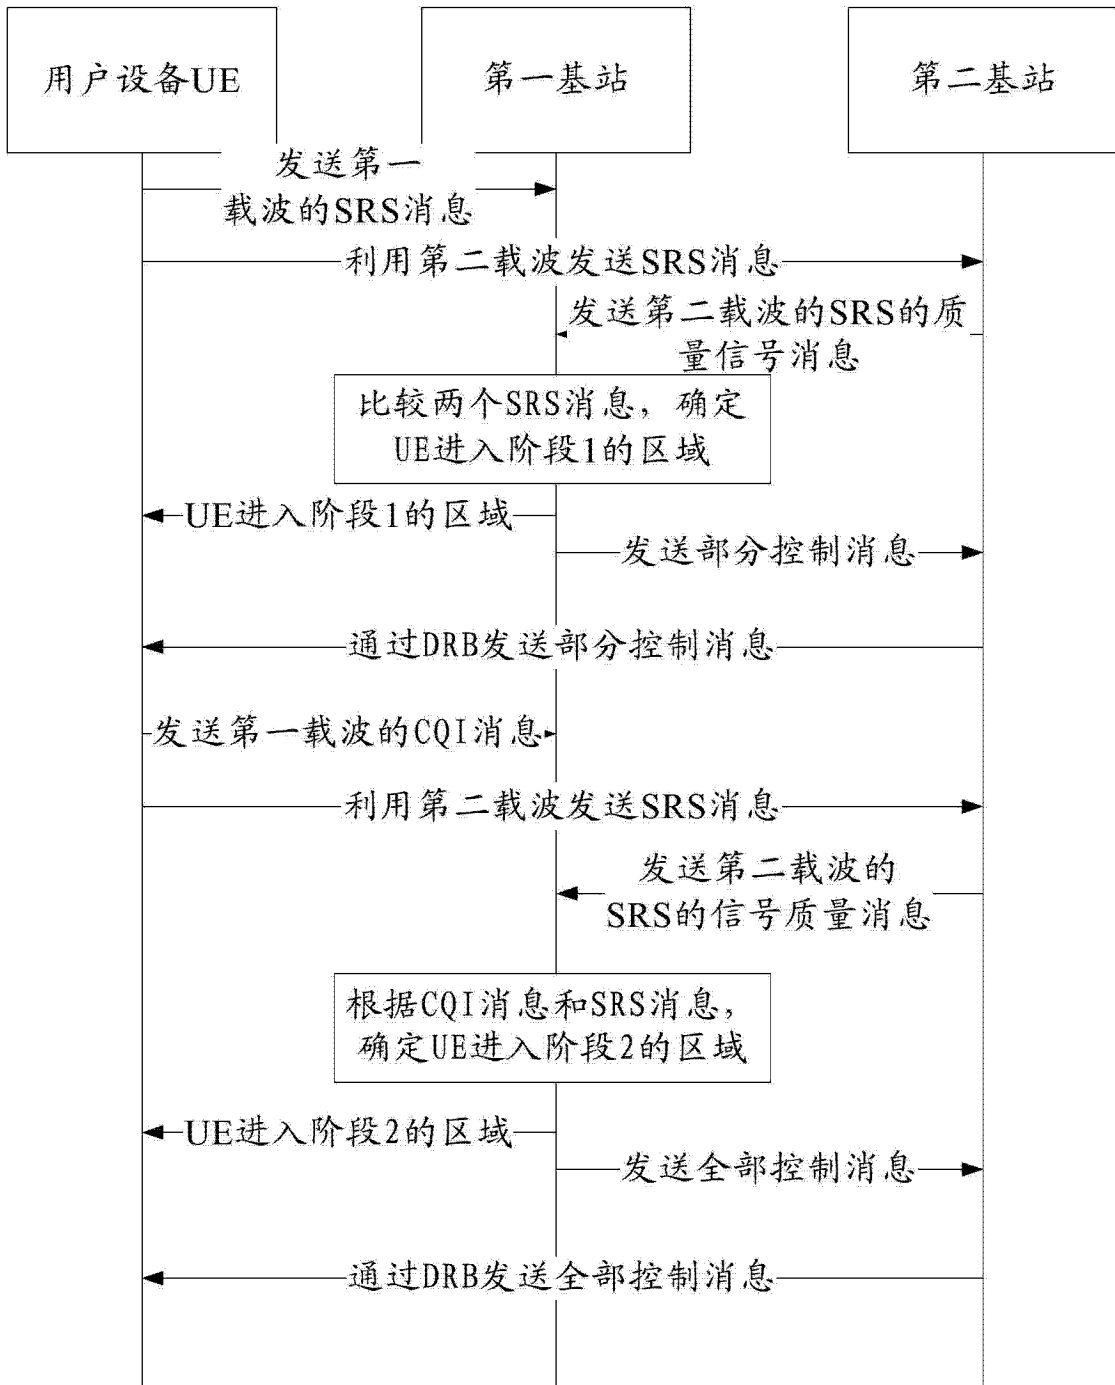 用户设备UE
第一基站
第二基站
发送第一
载波的SRS消息
利用第二载波发送SRS消息
发送第二载波的SRS的质
量信号消息
比较两个SRS消息，确定
UE进入阶段1的区域
UE进入阶段1的区域
发送部分控制消息
通过DRB发送部分控制消息
发送第一载波的CQI消息
利用第二载波发送SRS消息
发送第二载波的
SRS的信号质量消息
根据CQI消息和SRS消息，
确定UE进入阶段2的区域
UE进入阶段2的区域
发送全部控制消息
通过DRB发送全部控制消息